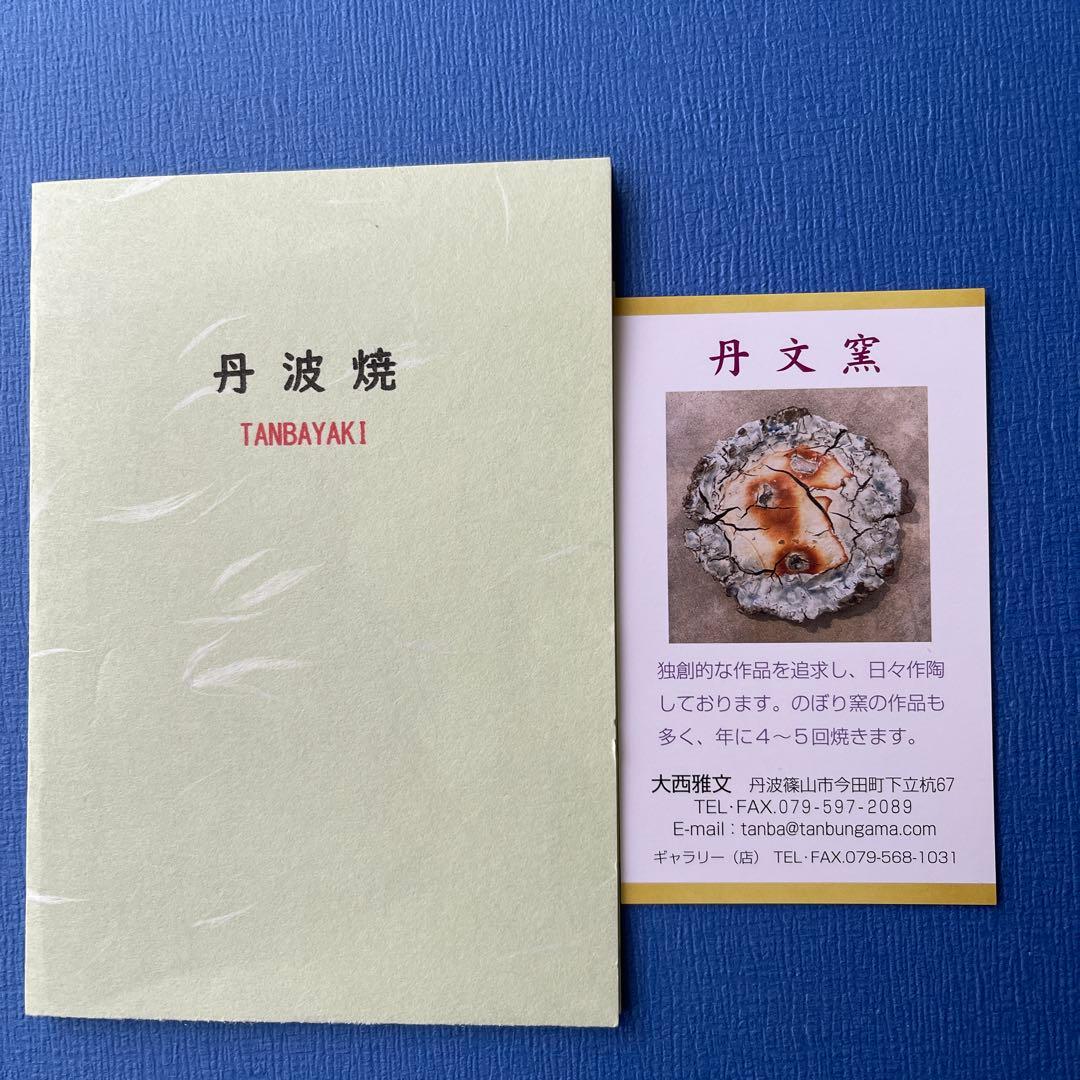 丹波焼
TANBAYAKI
丹文窯
独創的な作品を追求し、日々作陶
しております。のぼり窯の作品も
多く、年に４～５回焼きます。
大西雅文 丹波篠山市今田町下立杭67
TEL･FAX.079-597-2089
E-mail：tanba@tanbungama.com
ギャラリー（店） TEL･FAX.079-568-1031